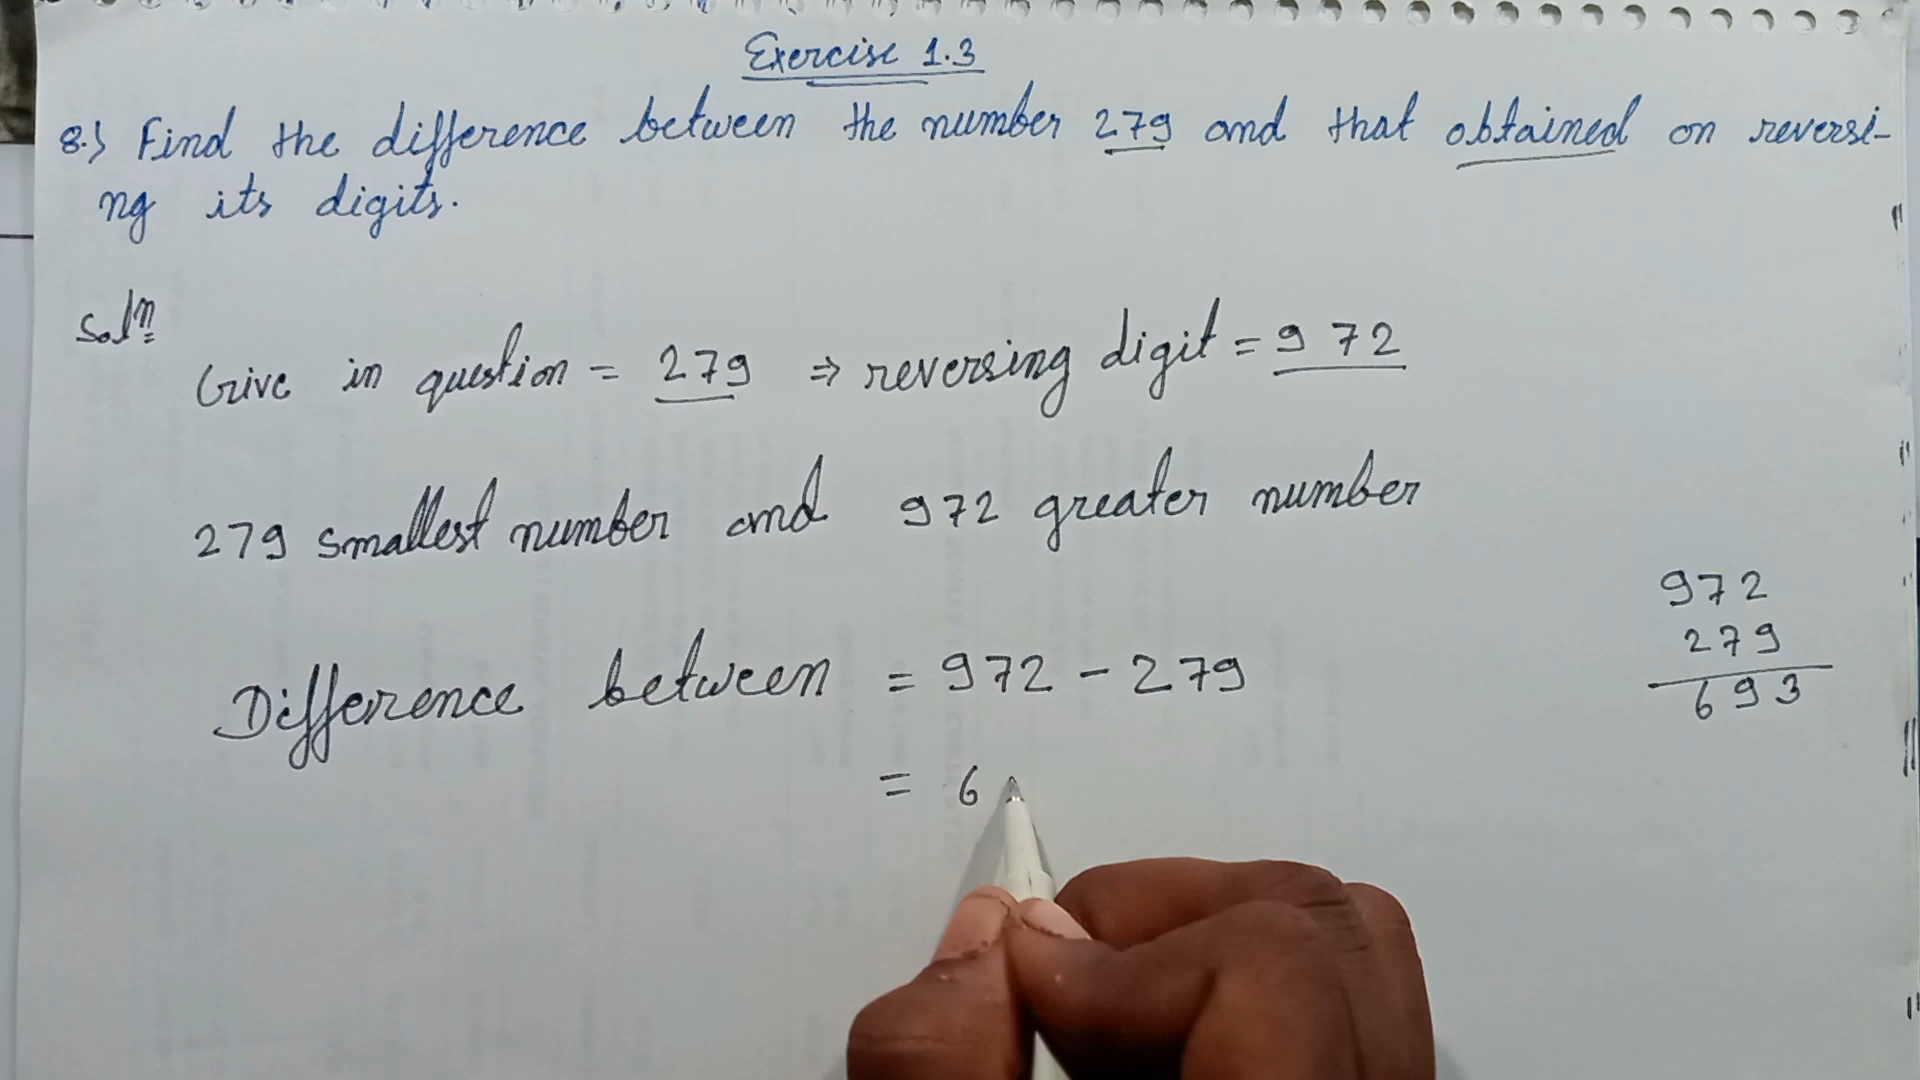 Exercise 1.3
8.) Find the difference between the number 279 and that obtained on reversi-
ng its digits.
Solⁿ
Give in question = 279 ⇒ reversing digit = 972
279 smallest number and 972 greater number
Difference between = 972 - 279
= 6
972
279
693